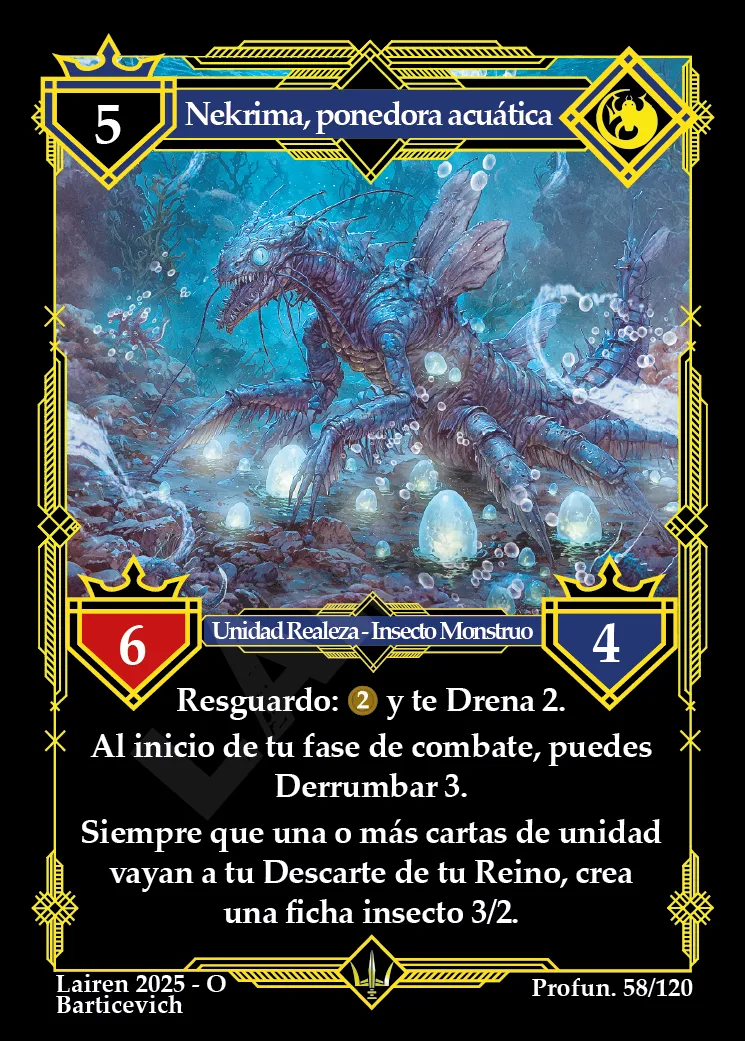 5
Nekrima, ponedora acuática
6
Unidad Realeza - Insecto Monstruo
4
Resguardo: 2 y te Drena 2.
Al inicio de tu fase de combate, puedes
Derrumbar 3.
Siempre que una o más cartas de unidad
vayan a tu Descarte de tu Reino, crea
una ficha insecto 3/2.
Lairen 2025 - O
Barticevich
Profun. 58/120